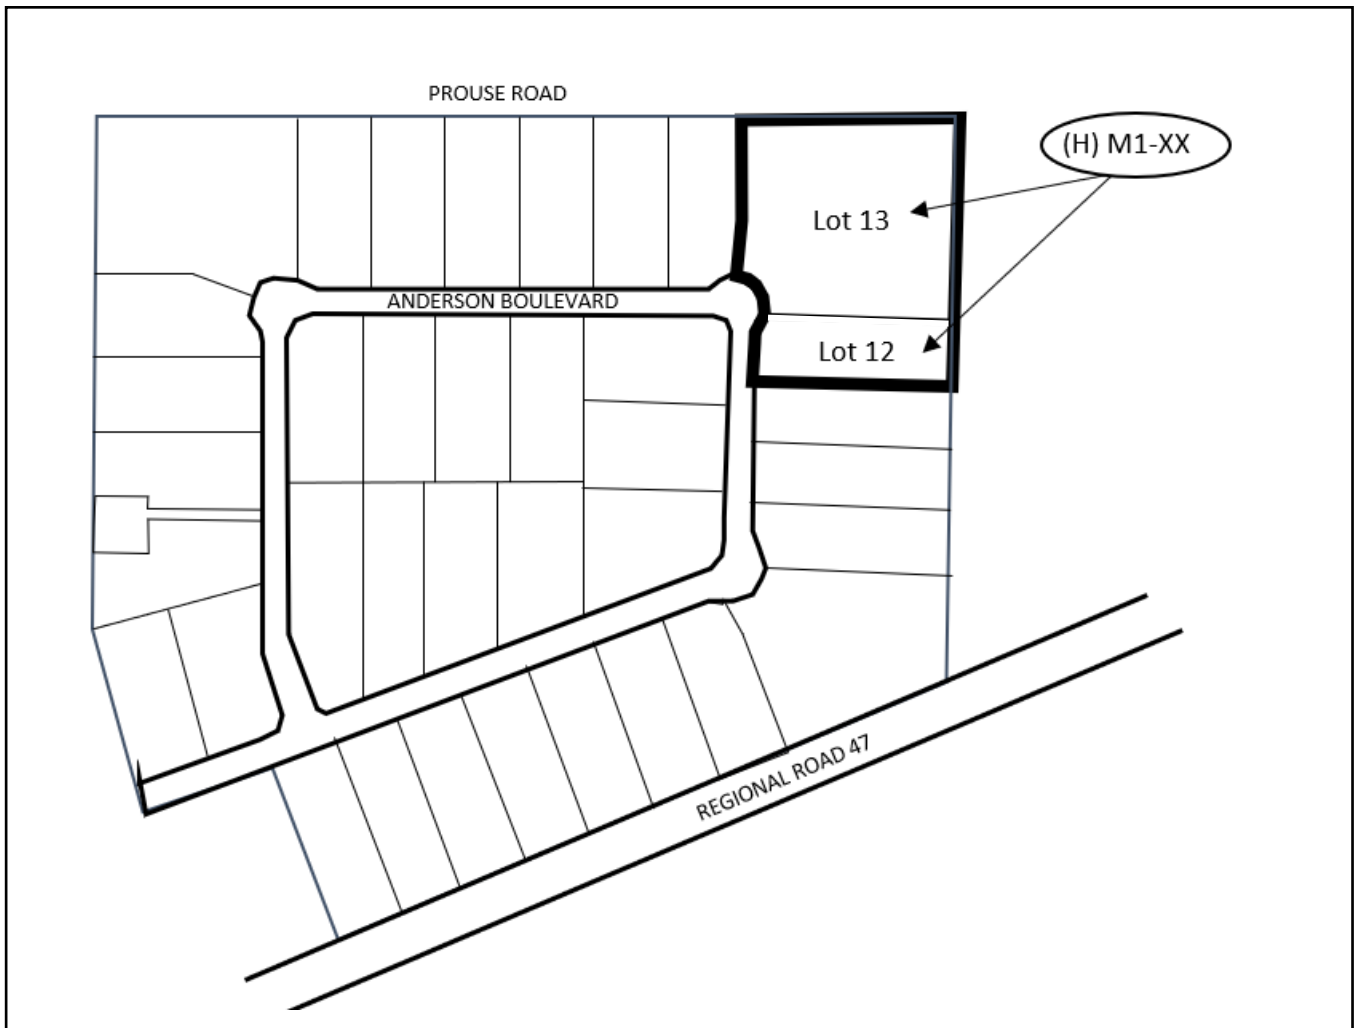 PROUSE ROAD
(H) M1-XX
Lot 13
ANDERSON BOULEVARD
Lot 12
REGIONAL ROAD 47